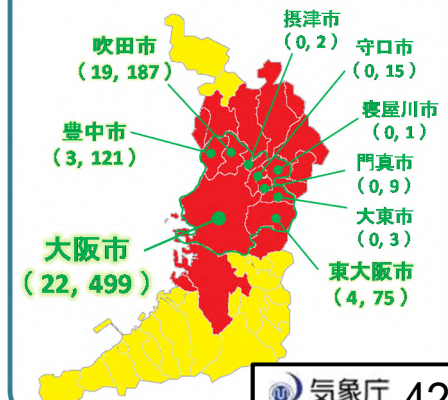 摂津市
(0, 2)
吹田市
(19, 187)
守口市
(0, 15)
寝屋川市
(0, 1)
豊中市
(3, 121)
門真市
(0, 9)
大東市
(0, 3)
大阪市
(22, 499)
東大阪市
(4, 75)
気象庁 42